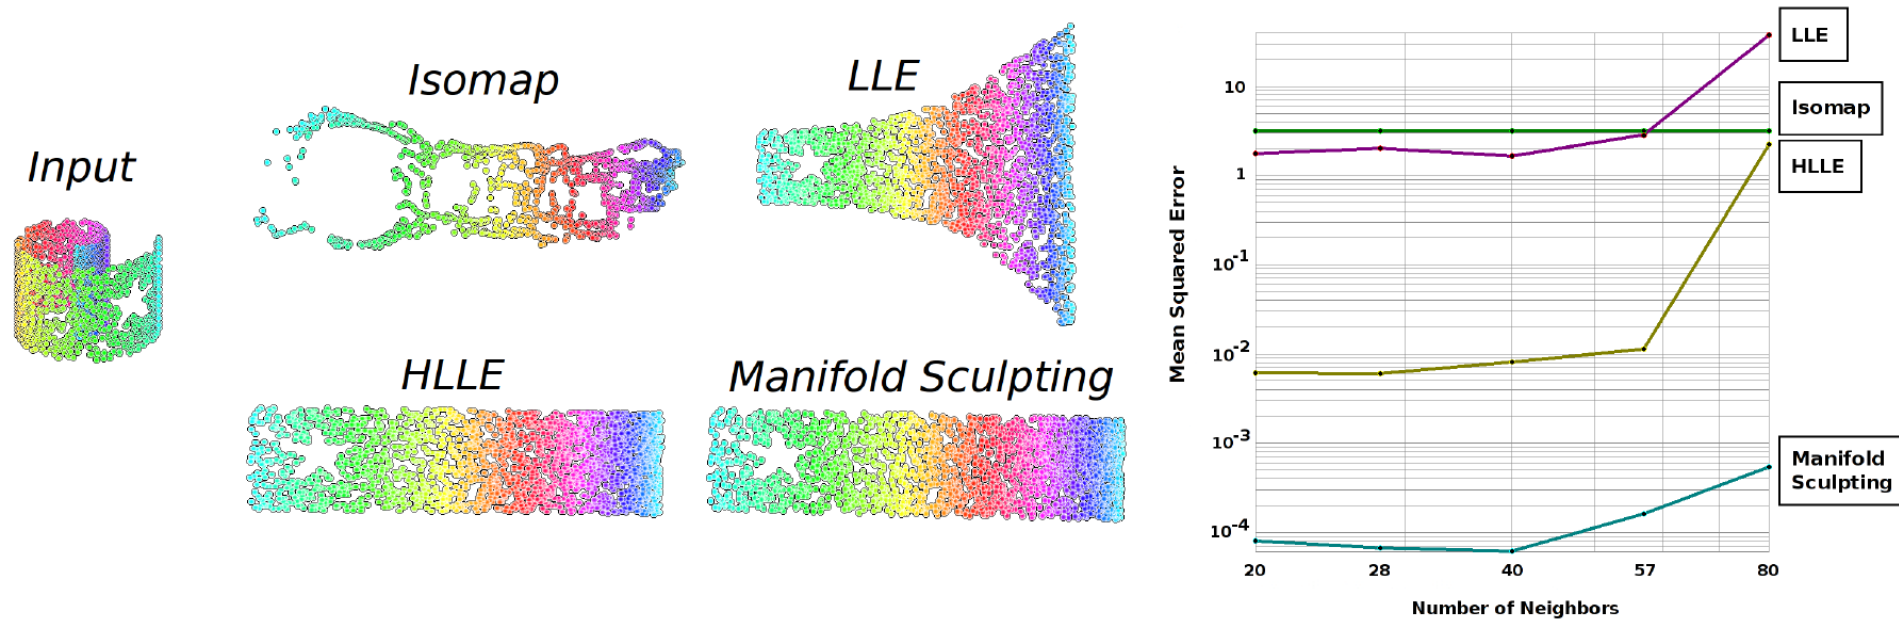 Input
Isomap
LLE
HLLE
Manifold Sculpting
Mean Squared Error
10
1
10^-1
10^-2
10^-3
10^-4
20 28 40 57 80
Number of Neighbors
LLE
Isomap
HLLE
Manifold
Sculpting